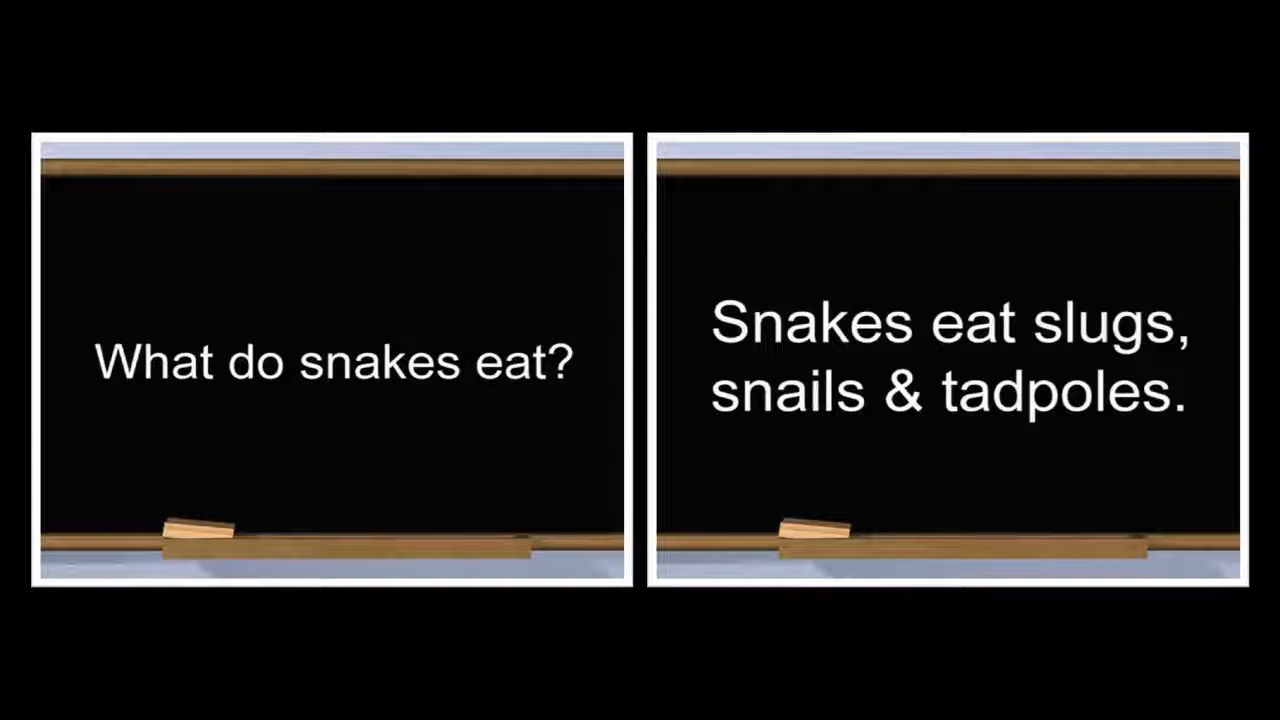 What do snakes eat?
Snakes eat slugs,
snails & tadpoles.